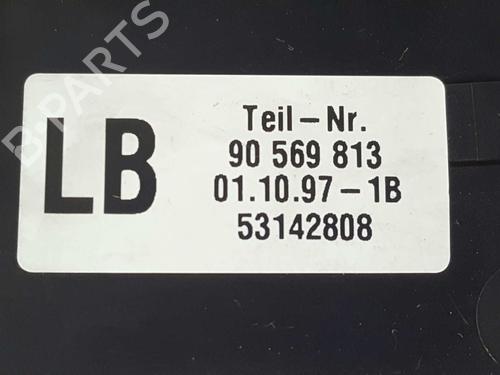 LB
Teil-Nr.
90 569 813
01.10.97-1B
53142808
B-PARTS